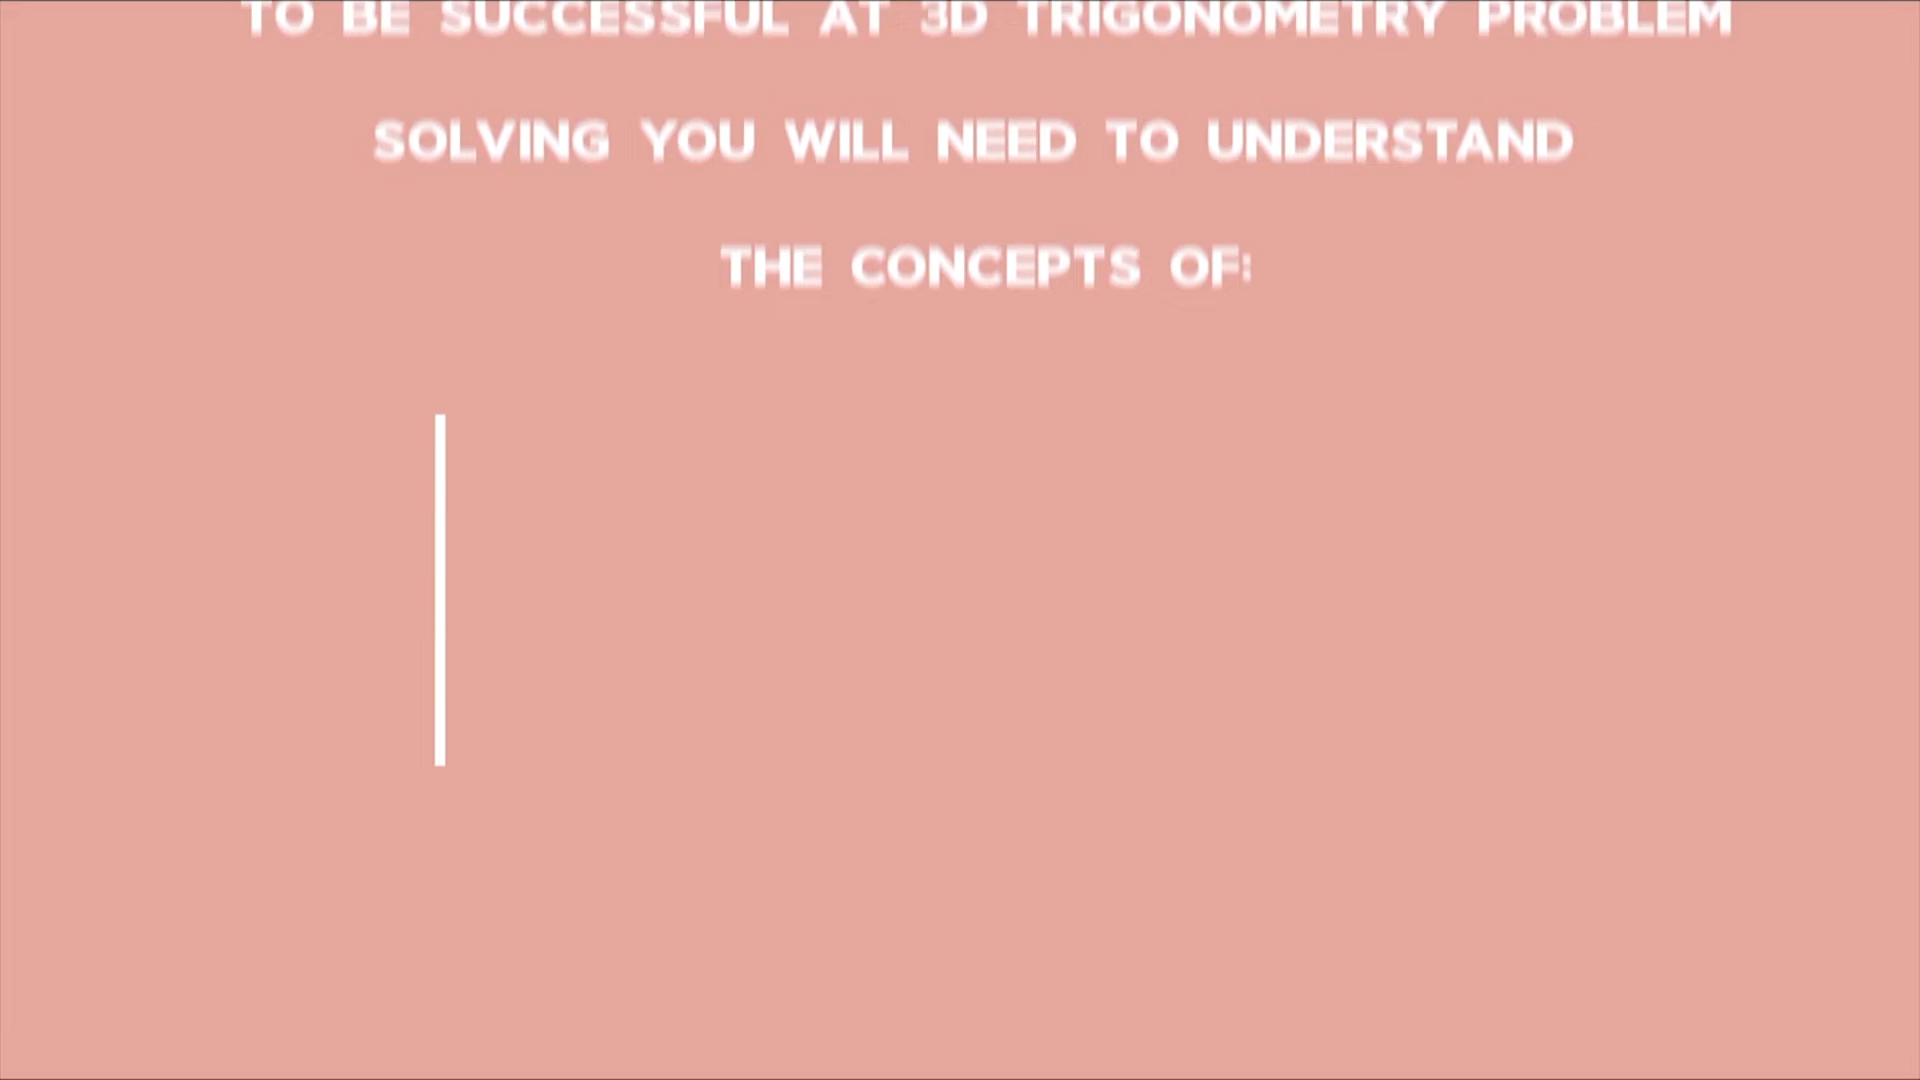 TO BE SUCCESSFUL AT 3D TRIGONOMETRY PROBLEM
SOLVING YOU WILL NEED TO UNDERSTAND
THE CONCEPTS OF: